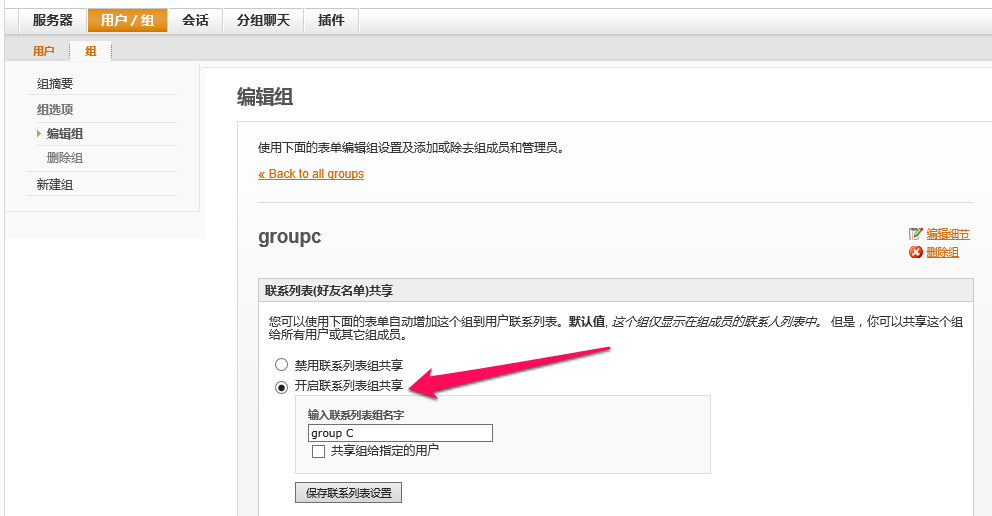 服务器 用户 / 组 会话 分组聊天 插件
用户 组
组摘要
组选项
编辑组
删除组
新建组
编辑组
使用下面的表单编辑组设置及添加或除去组成员和管理员。
« Back to all groups
groupc
编辑细节
删除组
联系列表(好友名单)共享
您可以使用下面的表单自动增加这个组到用户联系列表。默认值, 这个组仅显示在组成员的联系人列表中。 但是，你可以共享这个组
给所有用户或其它组成员。
禁用联系列表组共享
开启联系列表组共享
输入联系列表组名字
group C
共享组给指定的用户
保存联系列表设置